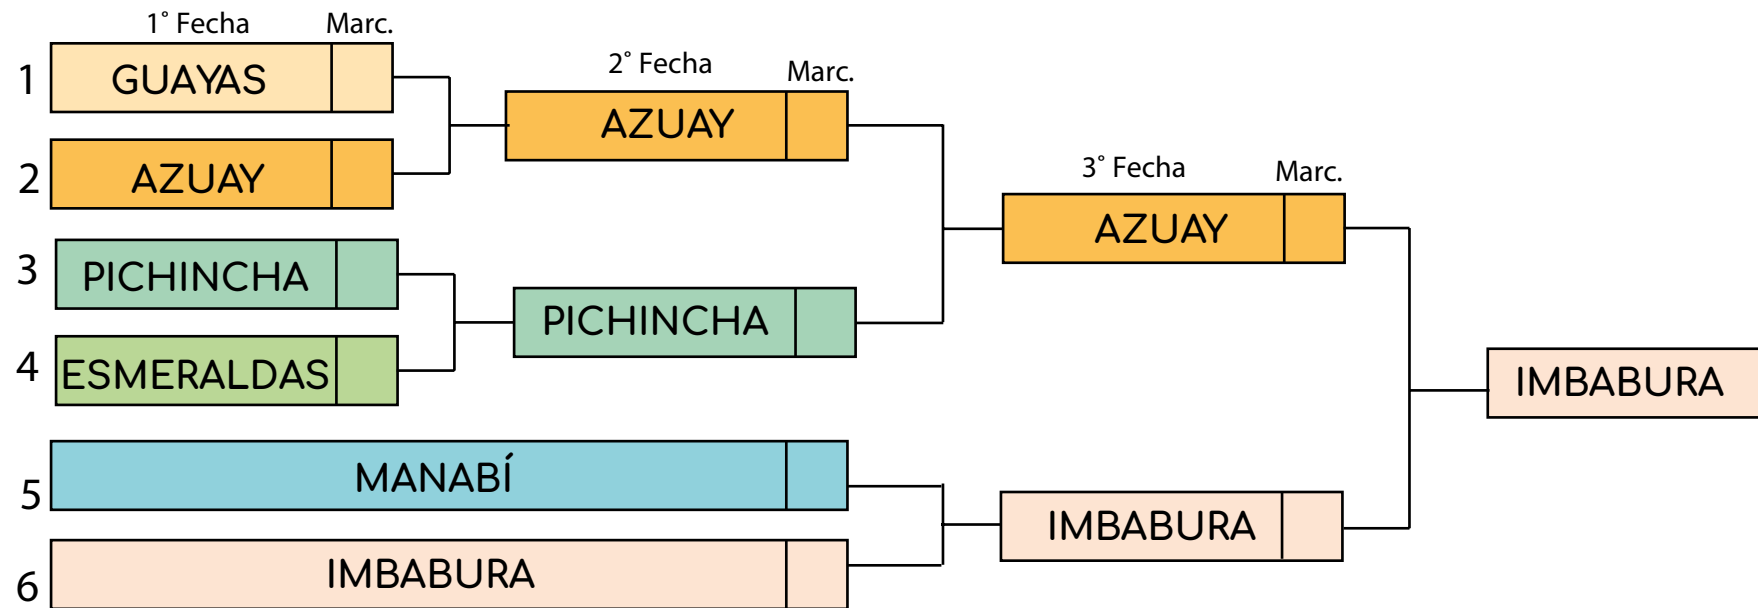 1° Fecha Marc.
1 GUAYAS
2 AZUAY
3 PICHINCHA
4 ESMERALDAS
5 MANABÍ
6 IMBABURA
2° Fecha Marc.
AZUAY
PICHINCHA
3° Fecha Marc.
AZUAY
IMBABURA
IMBABURA